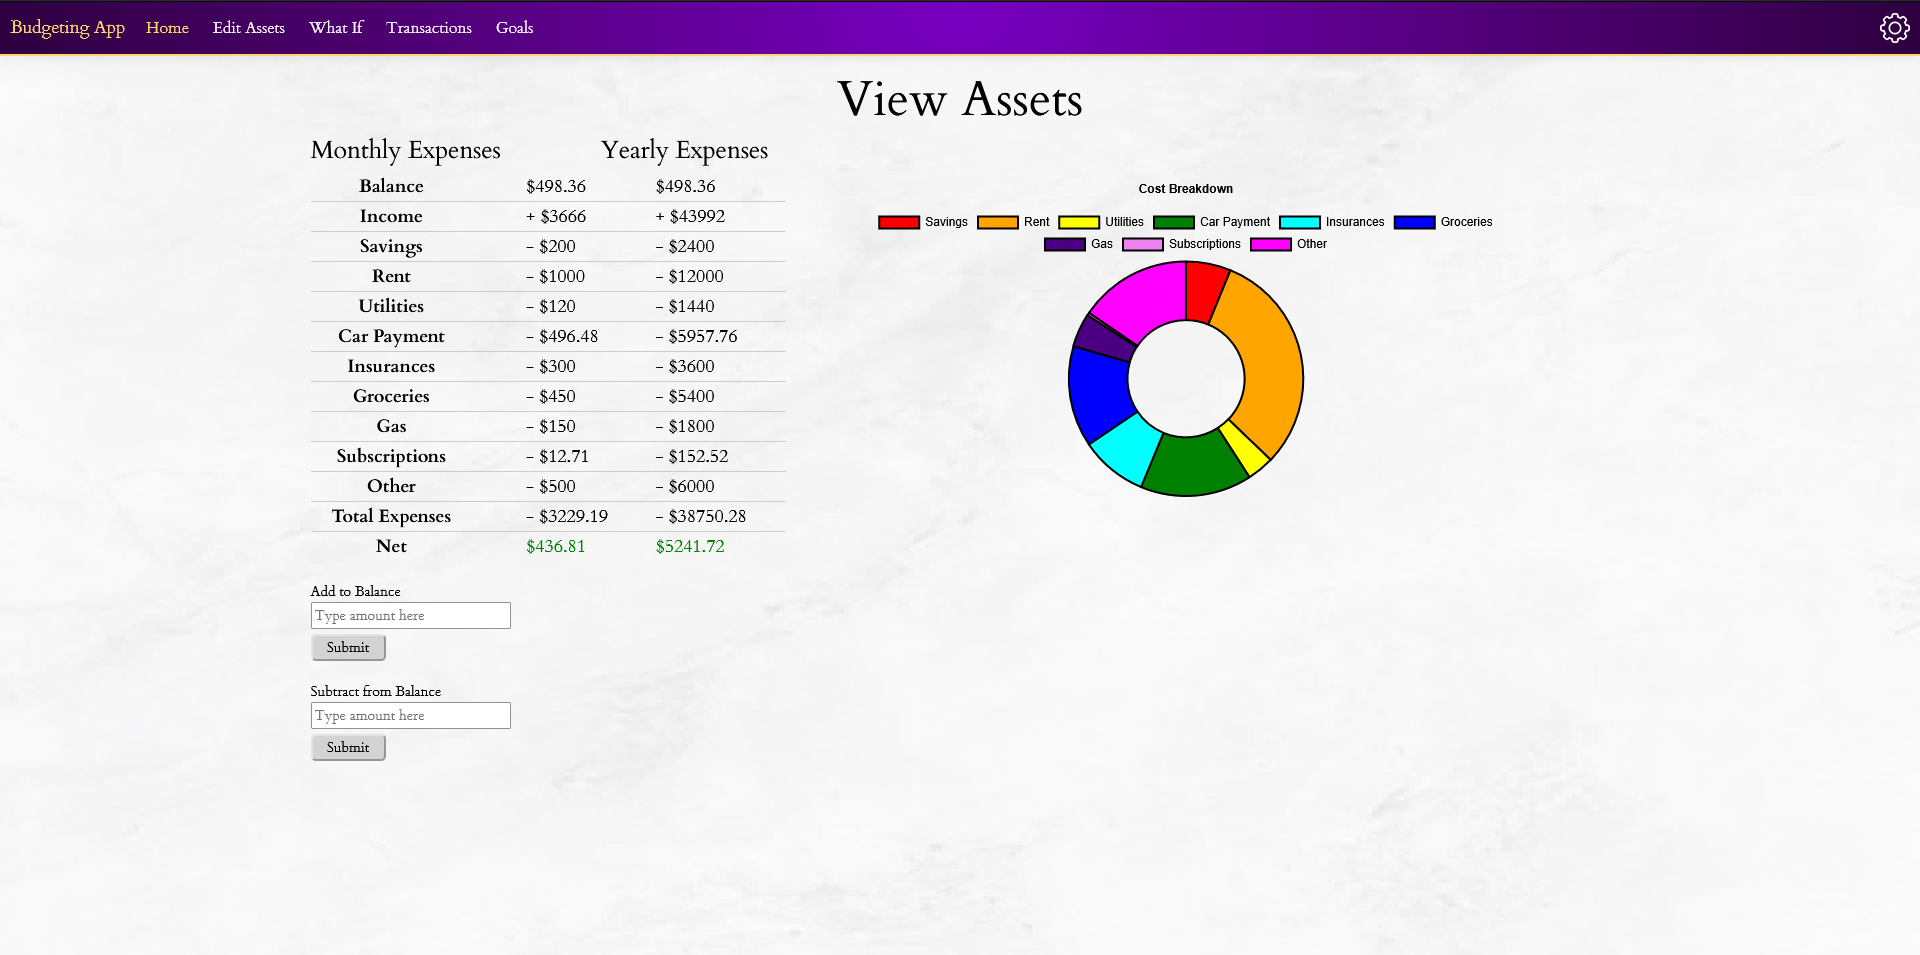 Budgeting App Home Edit Assets What If Transactions Goals
View Assets
Monthly Expenses Yearly Expenses
Balance $498.36 $498.36
Income + $3666 + $43992
Savings - $200 - $2400
Rent - $1000 - $12000
Utilities - $120 - $1440
Car Payment - $496.48 - $5957.76
Insurances - $300 - $3600
Groceries - $450 - $5400
Gas - $150 - $1800
Subscriptions - $12.71 - $152.52
Other - $500 - $6000
Total Expenses - $3229.19 - $38750.28
Net $436.81 $5241.72
Add to Balance
Type amount here
Submit
Subtract from Balance
Type amount here
Submit
Cost Breakdown
Savings Rent Utilities Car Payment Insurances Groceries
Gas Subscriptions Other